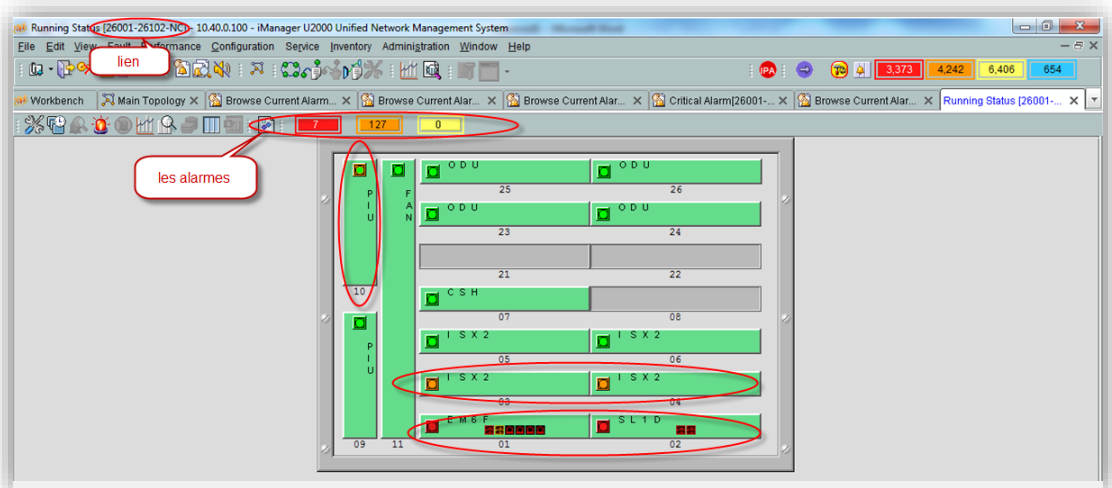 Running Status [26001-26102-NCI] - 10.40.0.100 - iManager U2000 Unified Network Management System
File Edit View Fault Performance Configuration Service Inventory Administration Window Help
lien
3,373 4,242 6,406 654
Workbench Main Topology Browse Current Alarm... Browse Current Alar... Browse Current Alar... Critical Alarm[26001-... Browse Current Alar... Running Status [26001-...
7 127 0
les alarmes
PIU
10
FAN
11
PIU
09
ODU
25
ODU
26
ODU
23
ODU
24
21
22
CSH
07
08
ISX2
05
ISX2
06
ISX2
03
ISX2
04
EM6F
01
SL1D
02